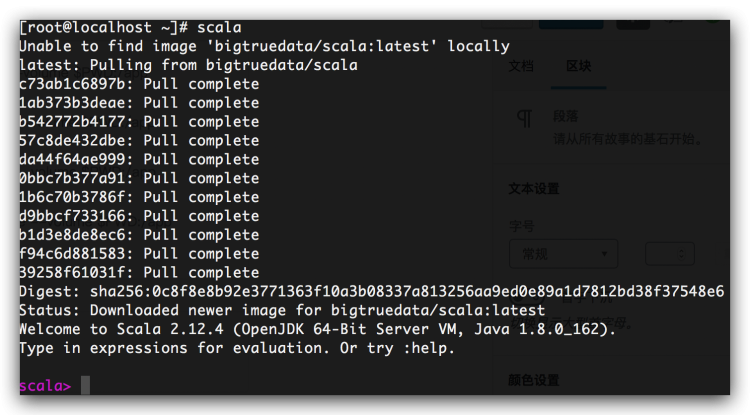 [root@localhost ~]# scala
Unable to find image 'bigtruedata/scala:latest' locally
latest: Pulling from bigtruedata/scala
c73ab1c6897b: Pull complete
1ab373b3deae: Pull complete
b542772b4177: Pull complete
57c8de432dbe: Pull complete
da44f64ae999: Pull complete
0bbc7b377a91: Pull complete
1b6c70b3786f: Pull complete
d9bbcf733166: Pull complete
b1d3e8de8ec6: Pull complete
f94c6d881583: Pull complete
39258f61031f: Pull complete
Digest: sha256:0c8f8e8b92e3771363f10a3b08337a813256aa9ed0e89a1d7812bd38f37548e6
Status: Downloaded newer image for bigtruedata/scala:latest
Welcome to Scala 2.12.4 (OpenJDK 64-Bit Server VM, Java 1.8.0_162).
Type in expressions for evaluation. Or try :help.
scala>
文档 区块
段落
请从所有故事的基石开始。
文本设置
字号
常规
颜色设置